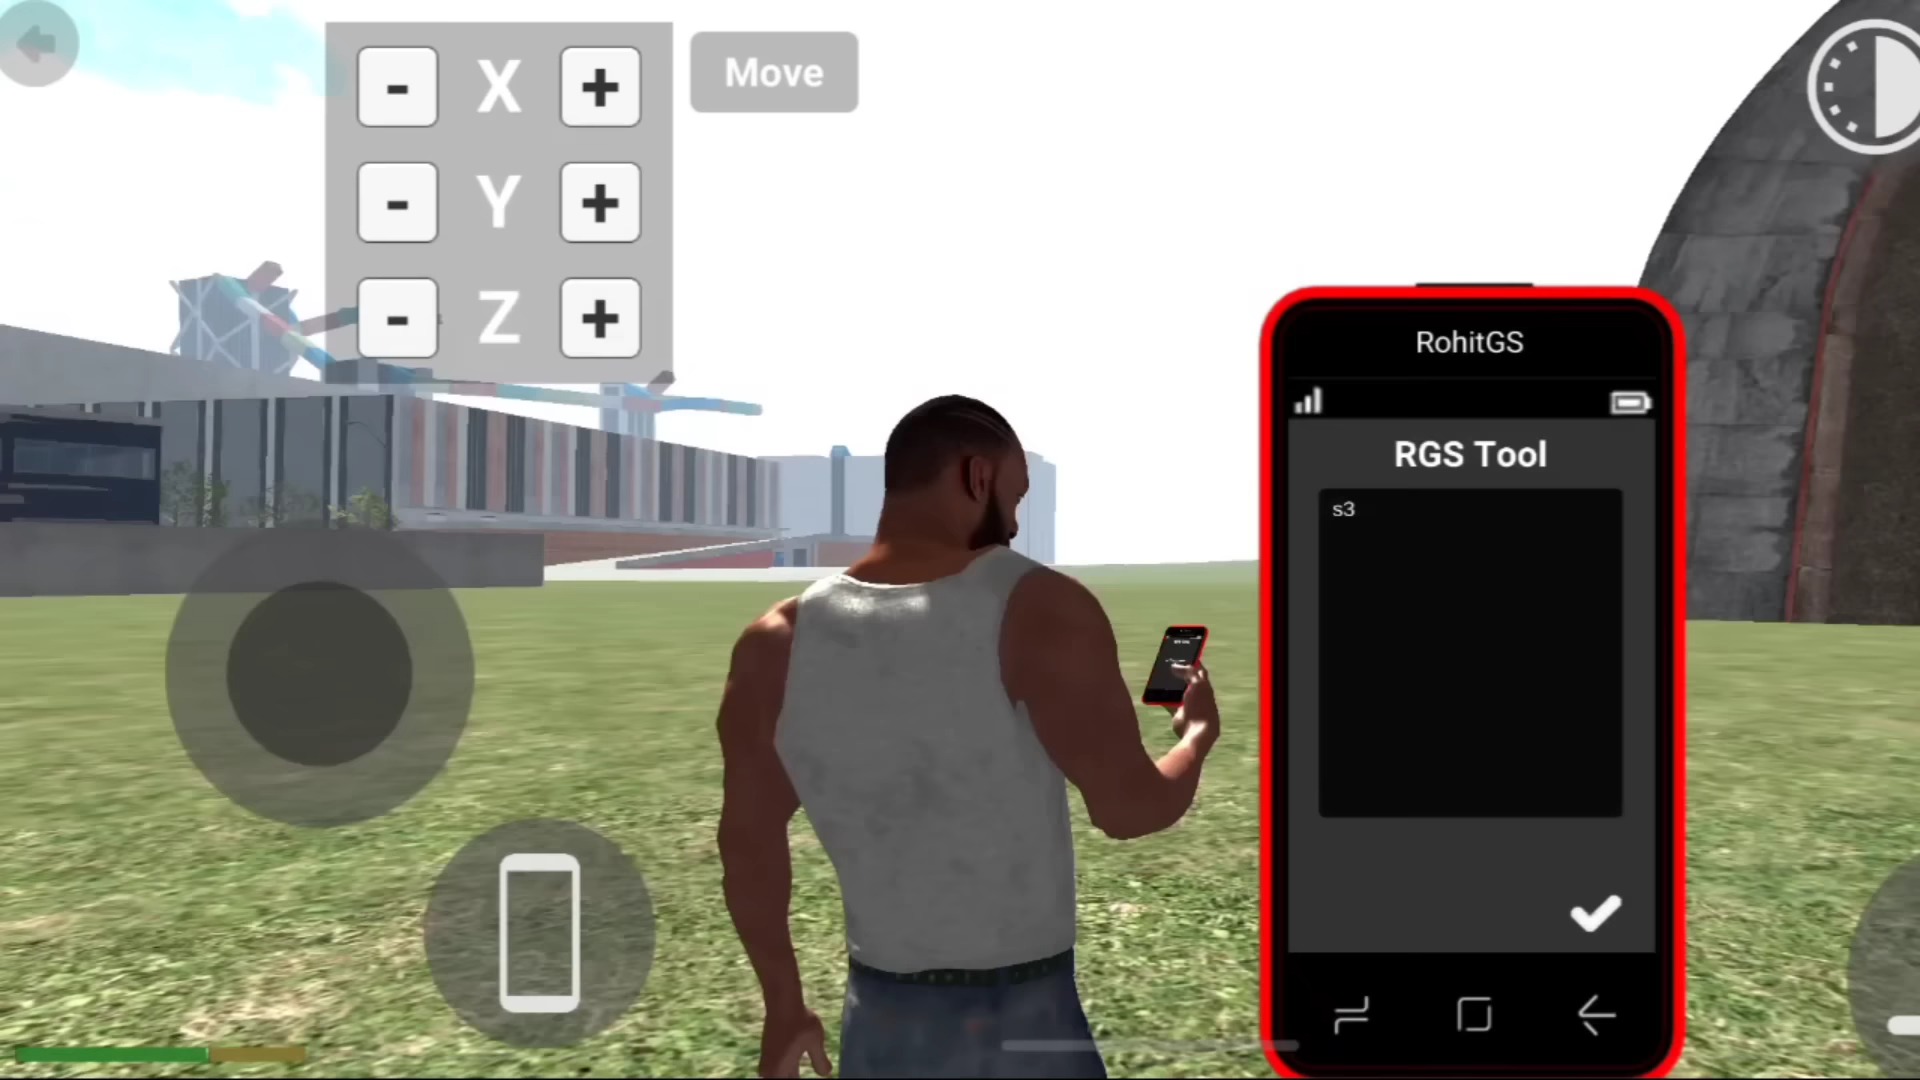 - X +
Move
- Y +
- Z +
RohitGS
RGS Tool
s3